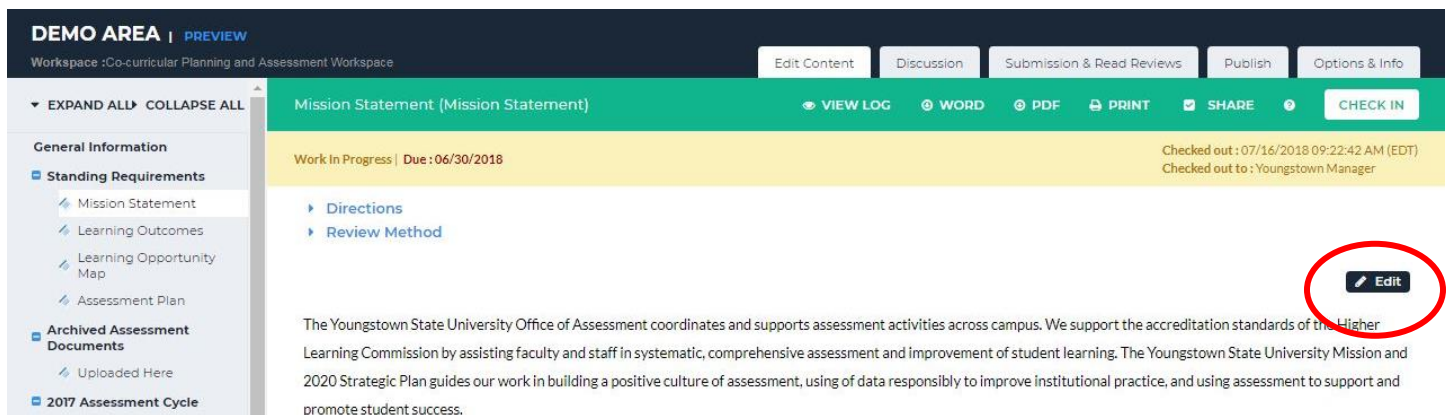 DEMO AREA | PREVIEW
Workspace :Co-curricular Planning and Assessment Workspace
Edit Content
Discussion
Submission & Read Reviews
Publish
Options & Info
EXPAND ALL COLLAPSE ALL
Mission Statement (Mission Statement)
VIEW LOG
WORD
PDF
PRINT
SHARE
?
CHECK IN
General Information
Standing Requirements
Mission Statement
Learning Outcomes
Learning Opportunity
Map
Assessment Plan
Archived Assessment
Documents
Uploaded Here
2017 Assessment Cycle
Work In Progress | Due : 06/30/2018
Checked out : 07/16/2018 09:22:42 AM (EDT)
Checked out to : Youngstown Manager
Directions
Review Method
Edit
The Youngstown State University Office of Assessment coordinates and supports assessment activities across campus. We support the accreditation standards of the Higher
Learning Commission by assisting faculty and staff in systematic, comprehensive assessment and improvement of student learning. The Youngstown State University Mission and
2020 Strategic Plan guides our work in building a positive culture of assessment, using of data responsibly to improve institutional practice, and using assessment to support and
promote student success.